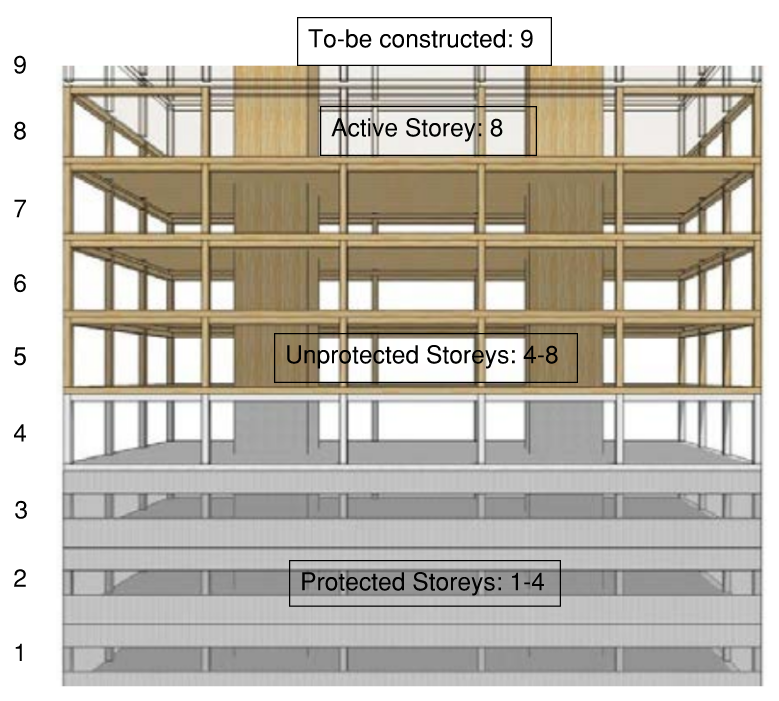 To-be constructed: 9
9
Active Storey: 8
8
7
6
Unprotected Storeys: 4-8
5
4
3
Protected Storeys: 1-4
2
1